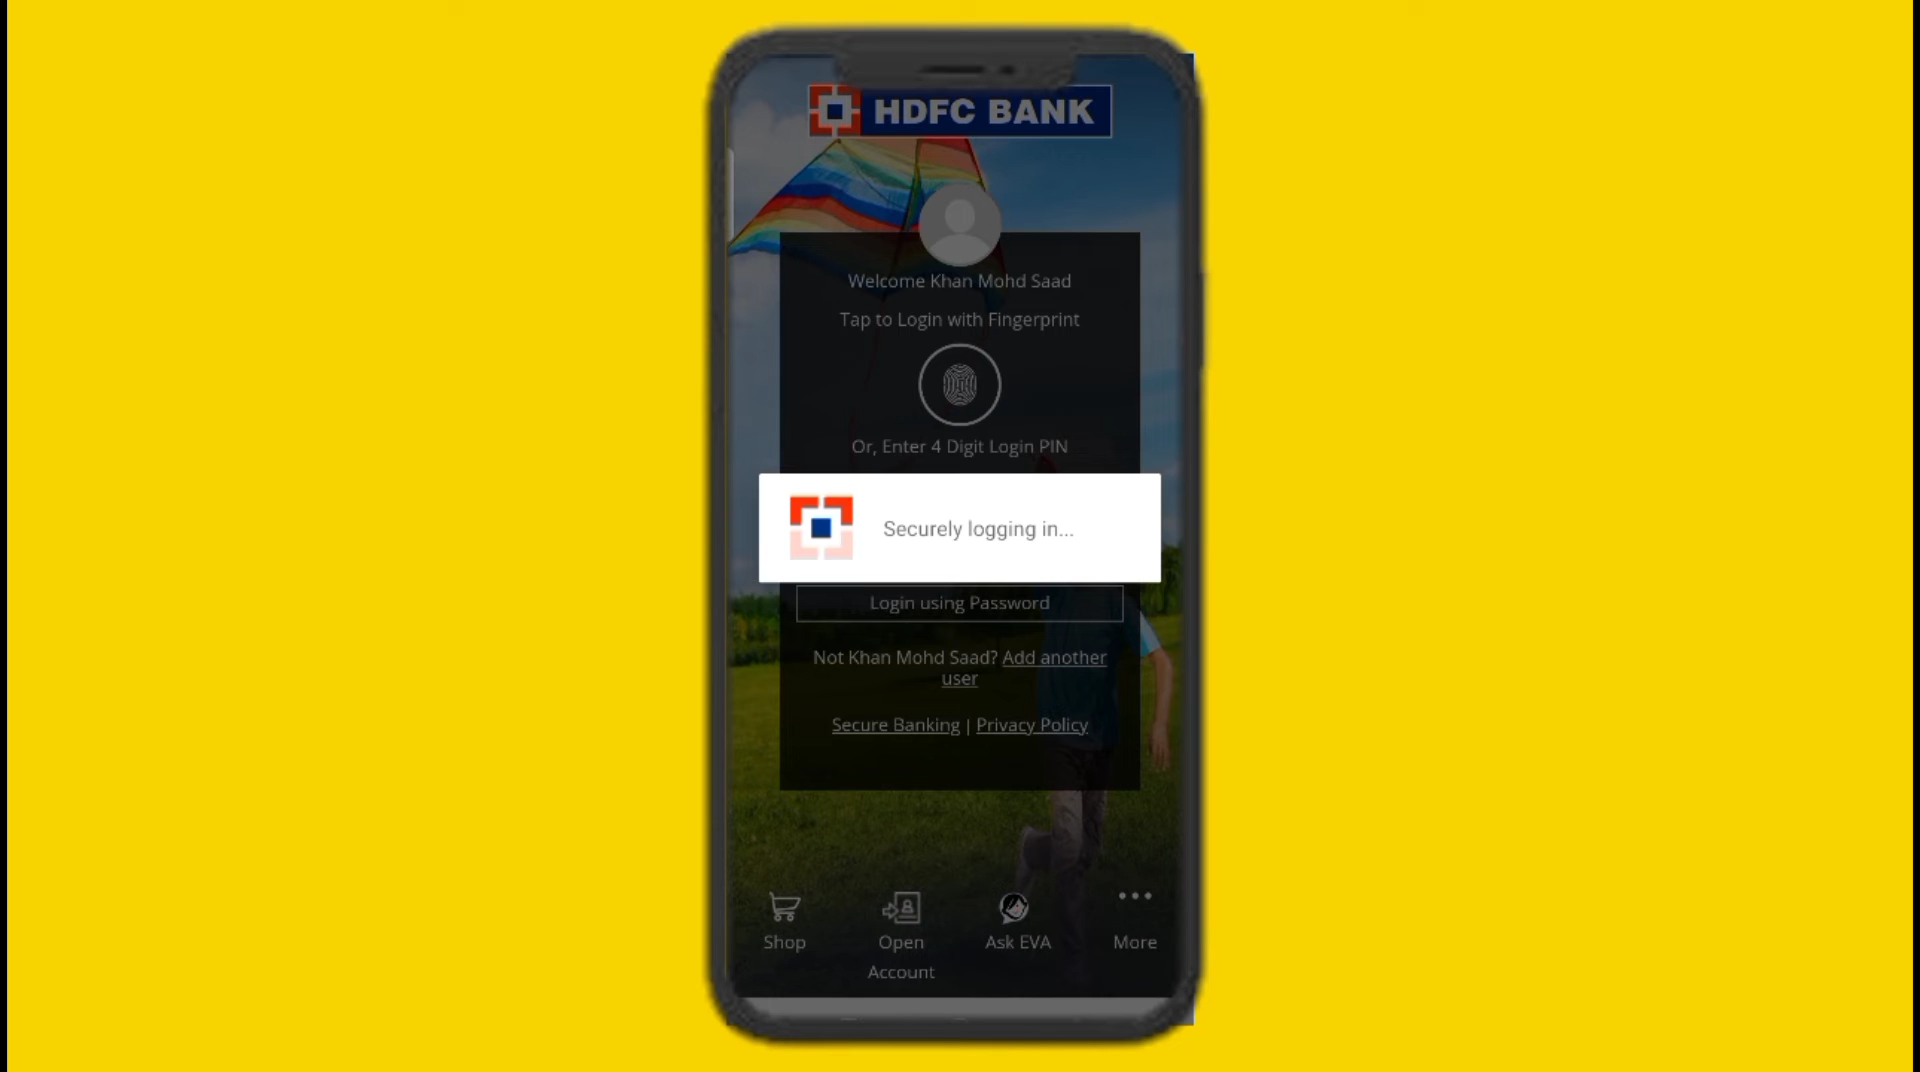 HDFC BANK
Welcome Khan Mohd Saad
Tap to Login with Fingerprint
Or, Enter 4 Digit Login PIN
Securely logging in...
Login using Password
Not Khan Mohd Saad? Add another
user
Secure Banking | Privacy Policy
Shop
Open
Account
Ask EVA
More